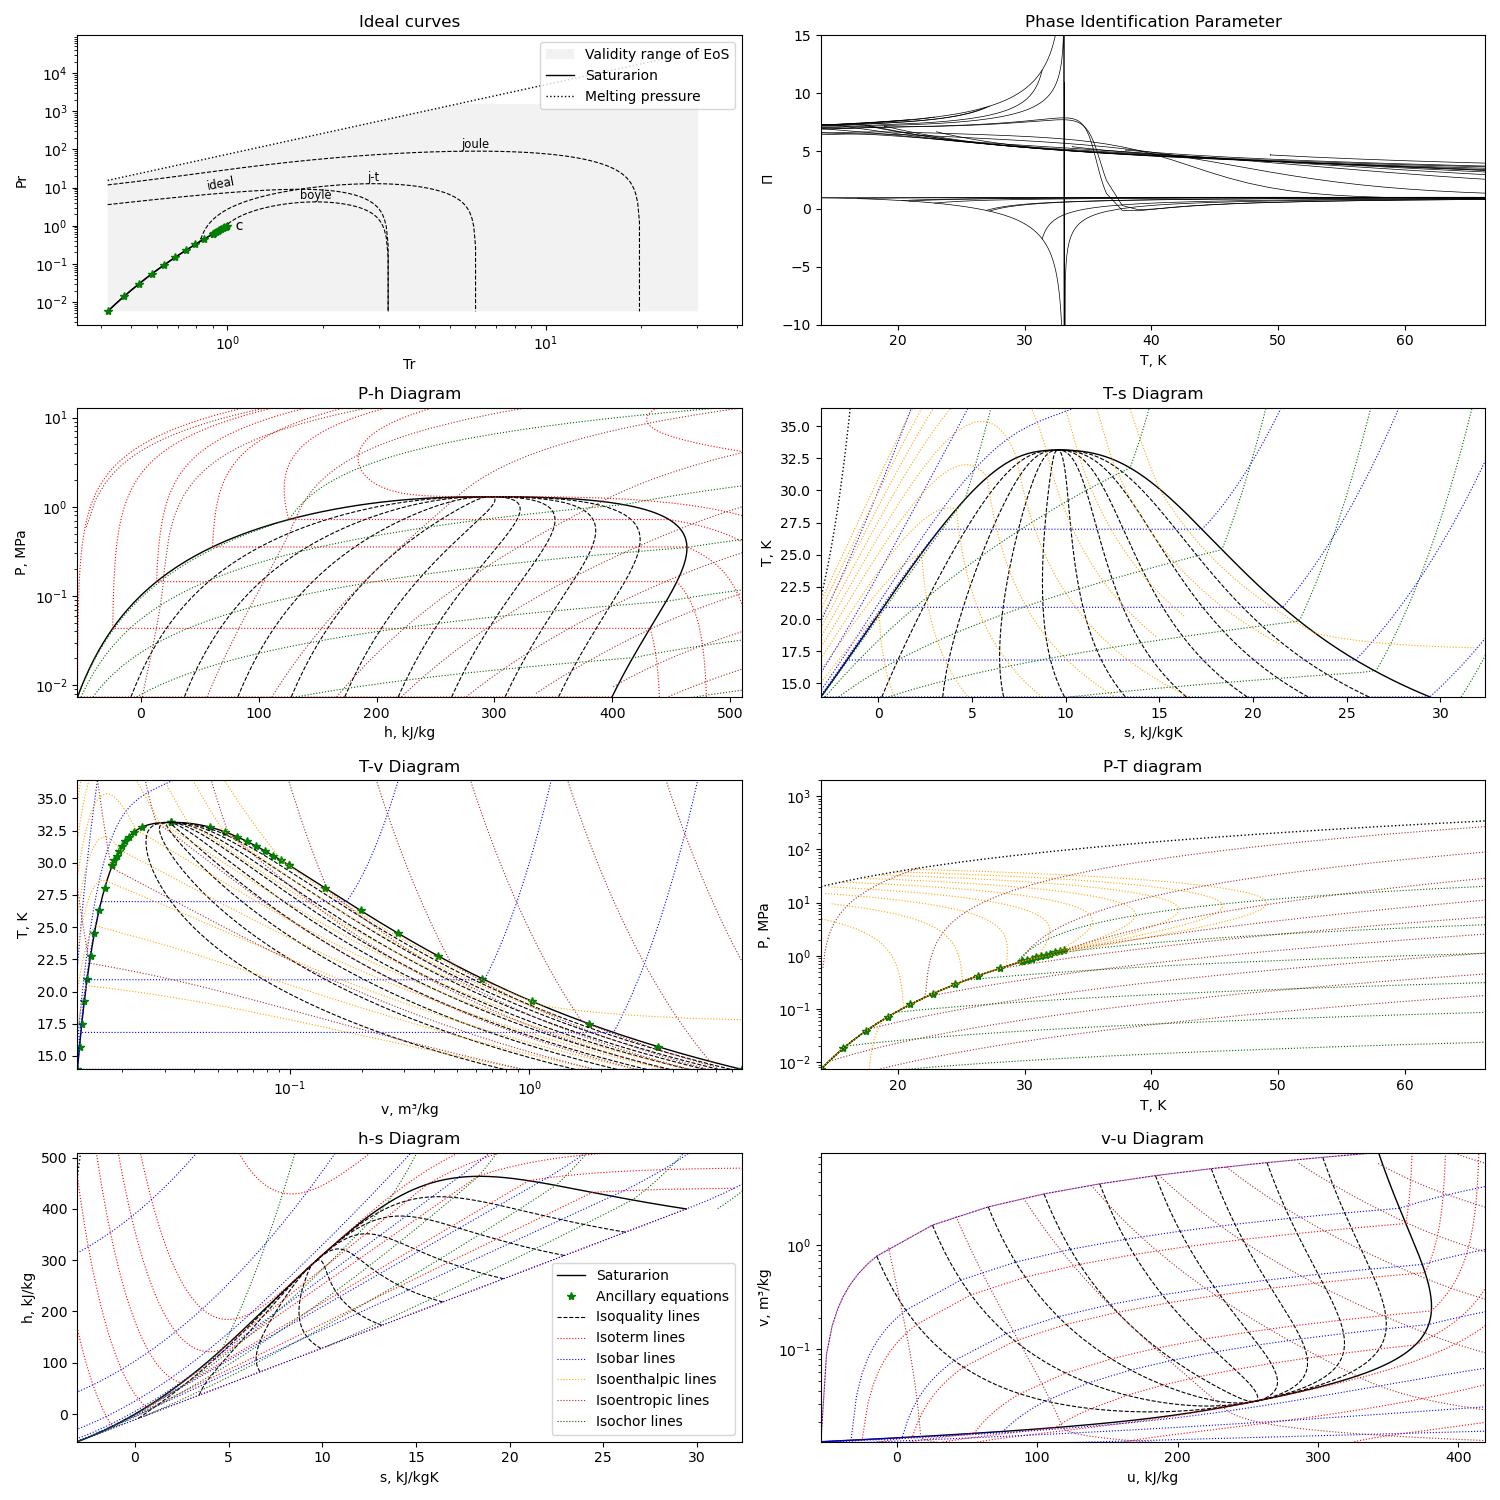 Ideal curves
Pr
10⁴
10³
10²
10¹
10⁰
10⁻¹
10⁻²
Validity range of EoS
Saturarion
Melting pressure
joule
ideal
j-t
boyle
c
10⁰ 10¹
Tr
Phase Identification Parameter
Π
15
10
5
0
−5
−10
20 30 40 50 60
T, K
P-h Diagram
P, MPa
10¹
10⁰
10⁻¹
10⁻²
0 100 200 300 400 500
h, kJ/kg
T-s Diagram
T, K
35.0
32.5
30.0
27.5
25.0
22.5
20.0
17.5
15.0
0 5 10 15 20 25 30
s, kJ/kgK
T-v Diagram
T, K
35.0
32.5
30.0
27.5
25.0
22.5
20.0
17.5
15.0
10⁻¹ 10⁰
v, m³/kg
P-T diagram
P, MPa
10³
10²
10¹
10⁰
10⁻¹
10⁻²
20 30 40 50 60
T, K
h-s Diagram
h, kJ/kg
500
400
300
200
100
0
Saturarion
Ancillary equations
Isoquality lines
Isoterm lines
Isobar lines
Isoenthalpic lines
Isoentropic lines
Isochor lines
0 5 10 15 20 25 30
s, kJ/kgK
v-u Diagram
v, m³/kg
10⁰
10⁻¹
0 100 200 300 400
u, kJ/kg